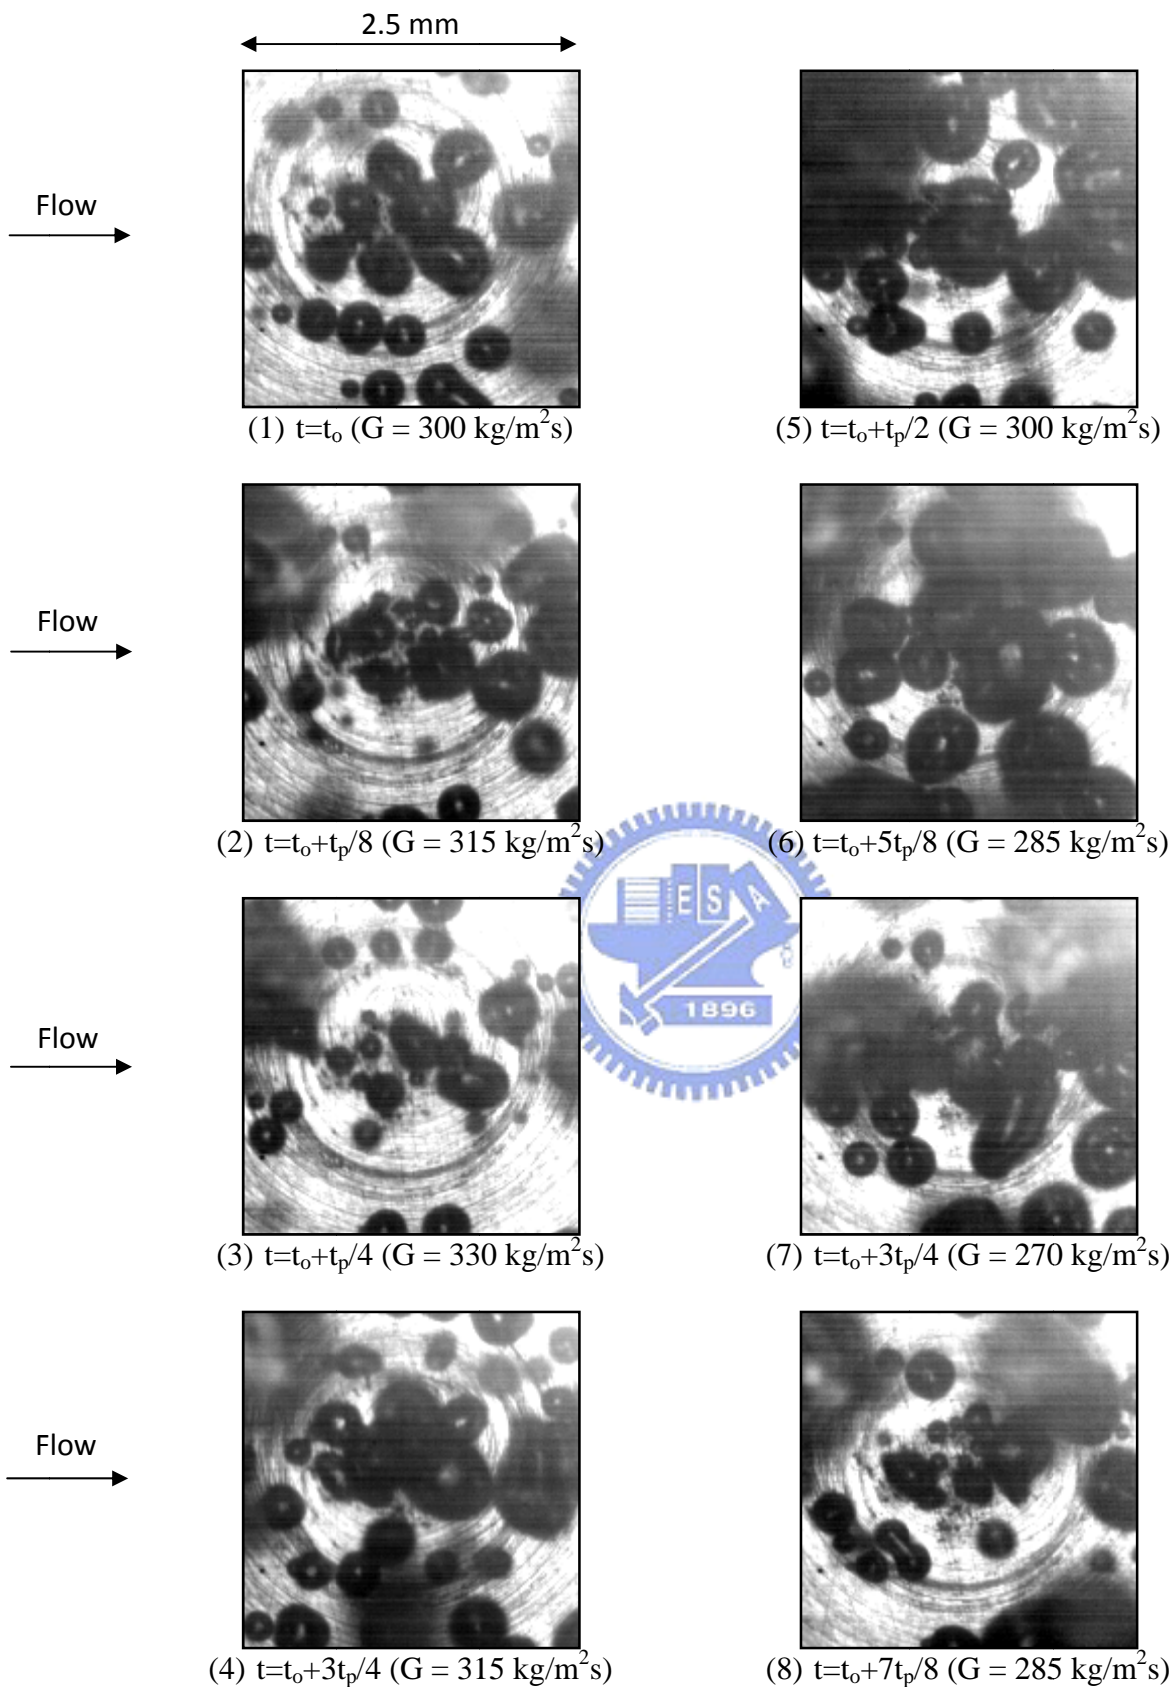 2.5 mm
Flow
(1) t=tₒ (G = 300 kg/m²s)
(5) t=tₒ+tₚ/2 (G = 300 kg/m²s)
Flow
(2) t=tₒ+tₚ/8 (G = 315 kg/m²s)
(6) t=tₒ+5tₚ/8 (G = 285 kg/m²s)
ESA
1896
Flow
(3) t=tₒ+tₚ/4 (G = 330 kg/m²s)
(7) t=tₒ+3tₚ/4 (G = 270 kg/m²s)
Flow
(4) t=tₒ+3tₚ/4 (G = 315 kg/m²s)
(8) t=tₒ+7tₚ/8 (G = 285 kg/m²s)